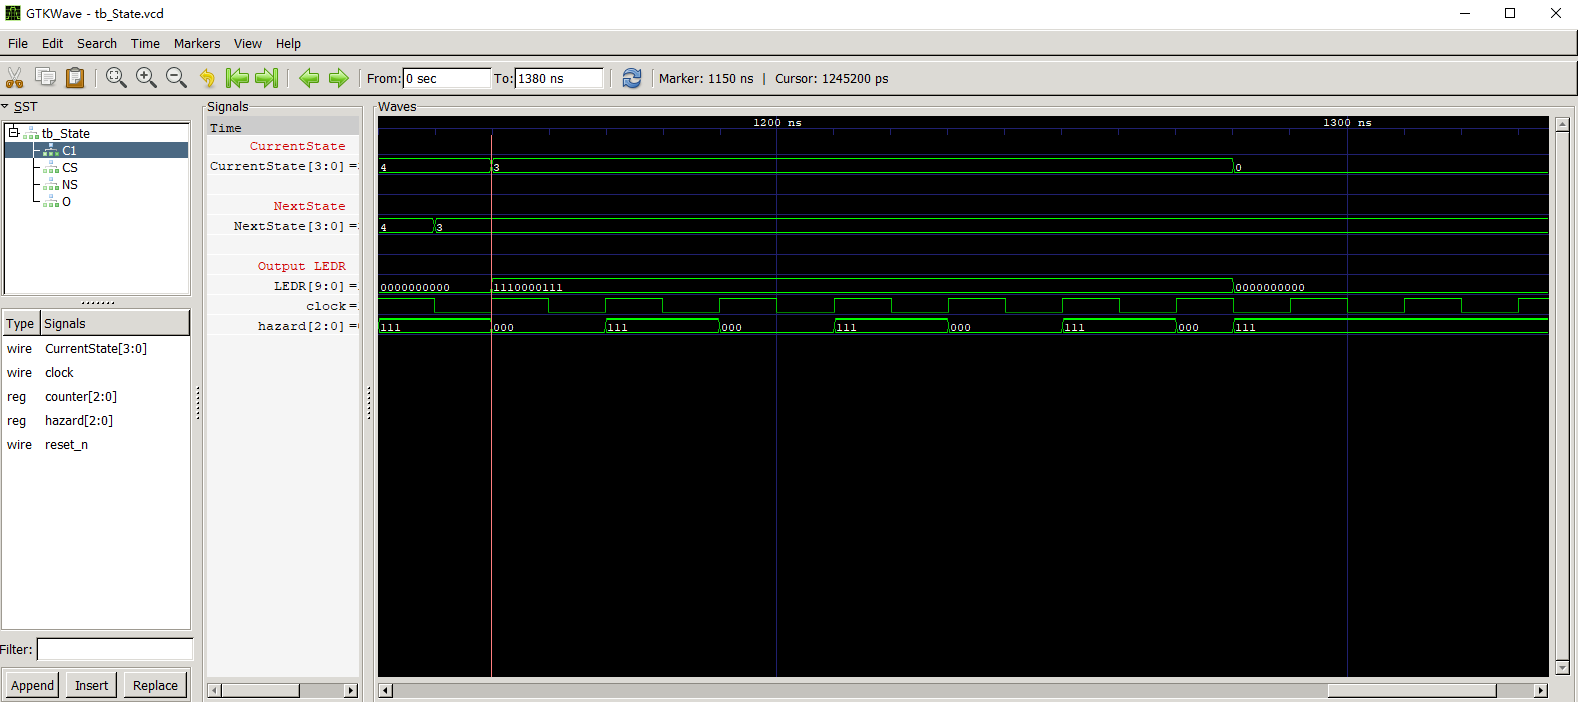 GTKWave - tb_State.vcd
File Edit Search Time Markers View Help
From: 0 sec To: 1380 ns Marker: 1150 ns | Cursor: 1245200 ps
SST
tb_State
C1
CS
NS
O
Type Signals
wire CurrentState[3:0]
wire clock
reg counter[2:0]
reg hazard[2:0]
wire reset_n
Filter:
Append Insert Replace
Signals
Time
CurrentState
CurrentState[3:0] =
NextState
NextState[3:0] =
Output LEDR
LEDR[9:0] =
clock =
hazard[2:0] =
Waves
1200 ns 1300 ns
4 3 0
4 3
0000000000 1110000111 0000000000
111 000 111 000 111 000 111 000 111